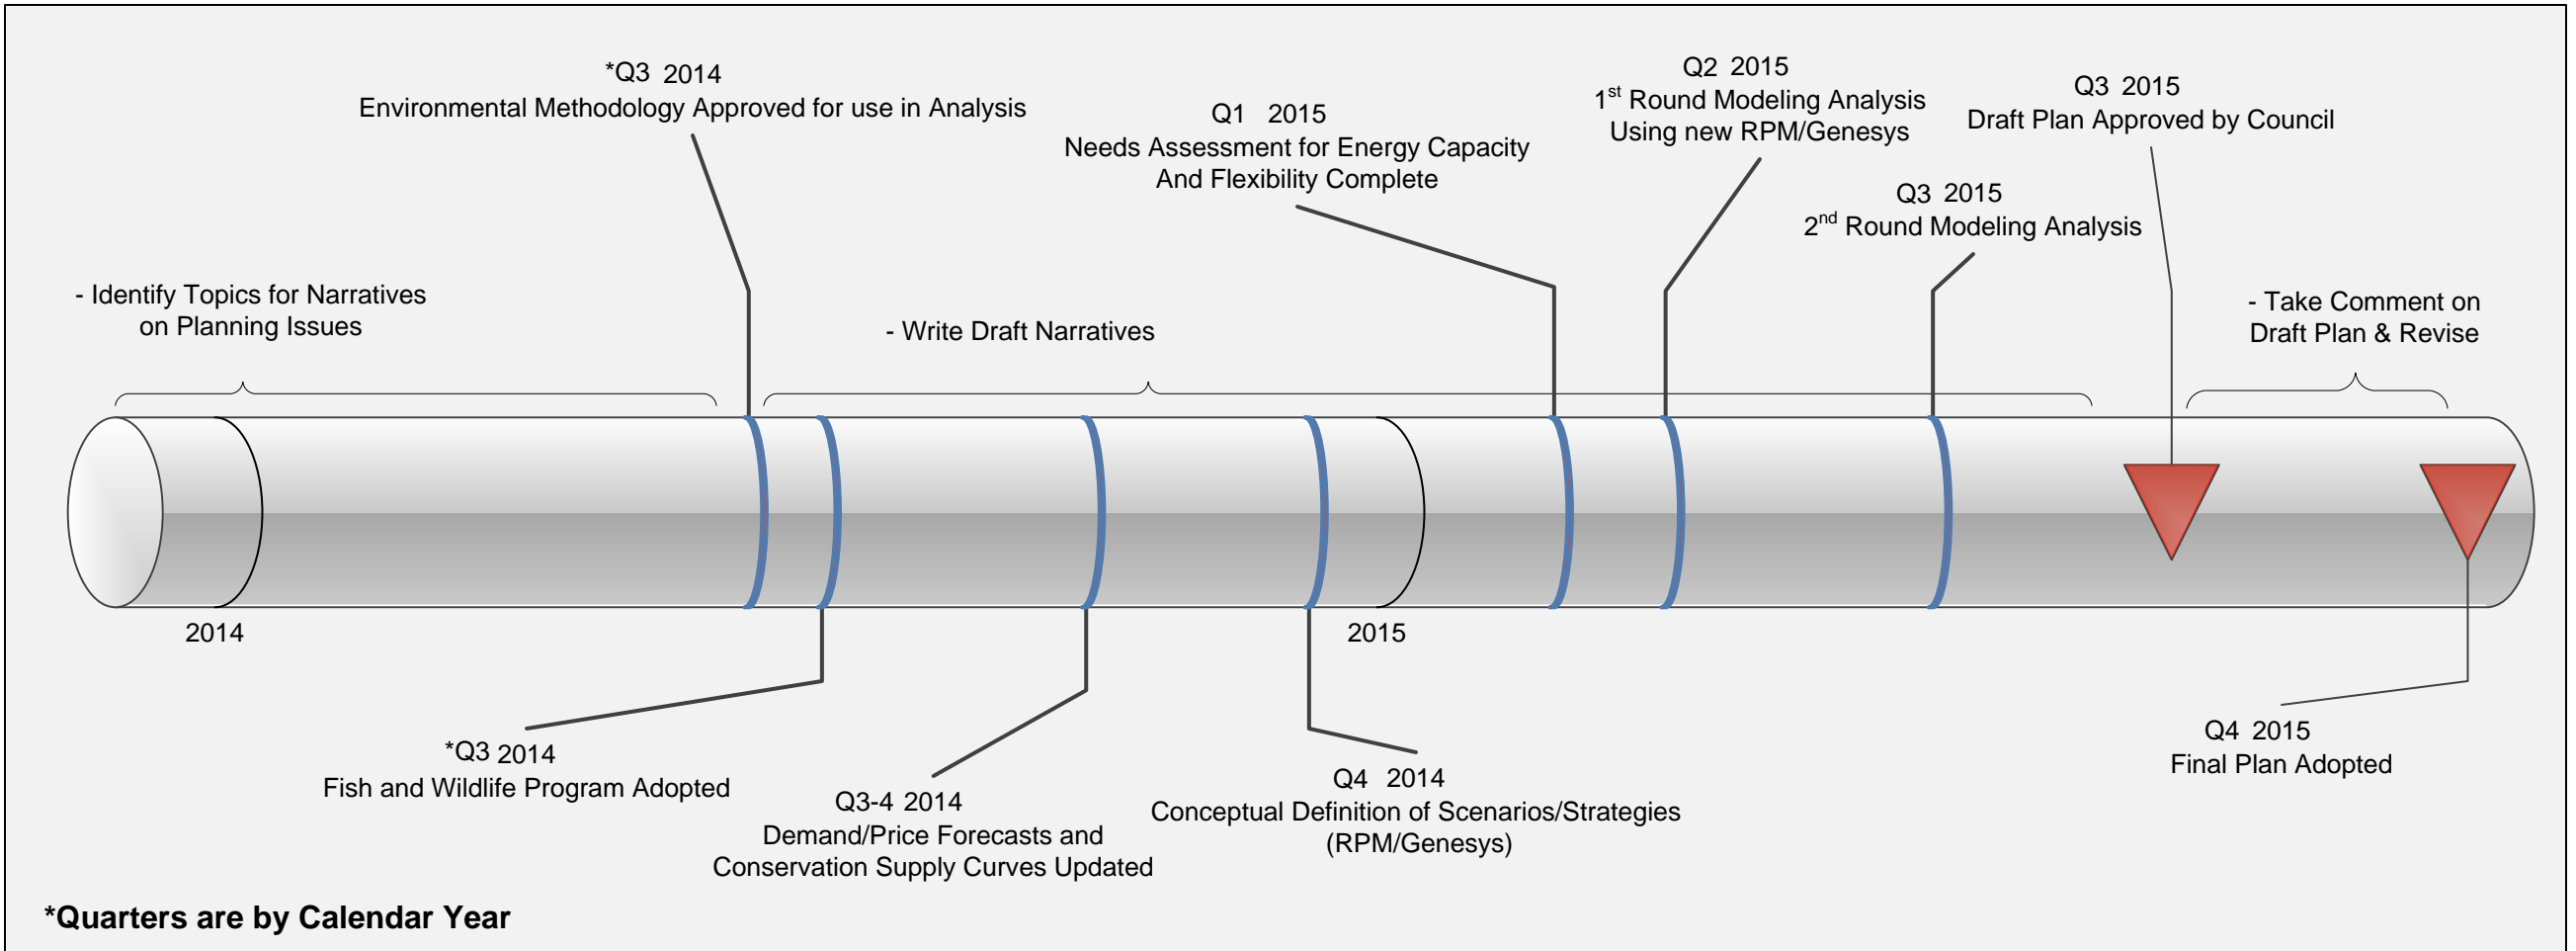 *Q3 2014
Environmental Methodology Approved for use in Analysis
Q1 2015
Needs Assessment for Energy Capacity
And Flexibility Complete
Q2 2015
1st Round Modeling Analysis
Using new RPM/Genesys
Q3 2015
Draft Plan Approved by Council
Q3 2015
2nd Round Modeling Analysis
- Identify Topics for Narratives
on Planning Issues
- Write Draft Narratives
- Take Comment on
Draft Plan & Revise
2014
2015
*Q3 2014
Fish and Wildlife Program Adopted
Q3-4 2014
Demand/Price Forecasts and
Conservation Supply Curves Updated
Q4 2014
Conceptual Definition of Scenarios/Strategies
(RPM/Genesys)
Q4 2015
Final Plan Adopted
*Quarters are by Calendar Year